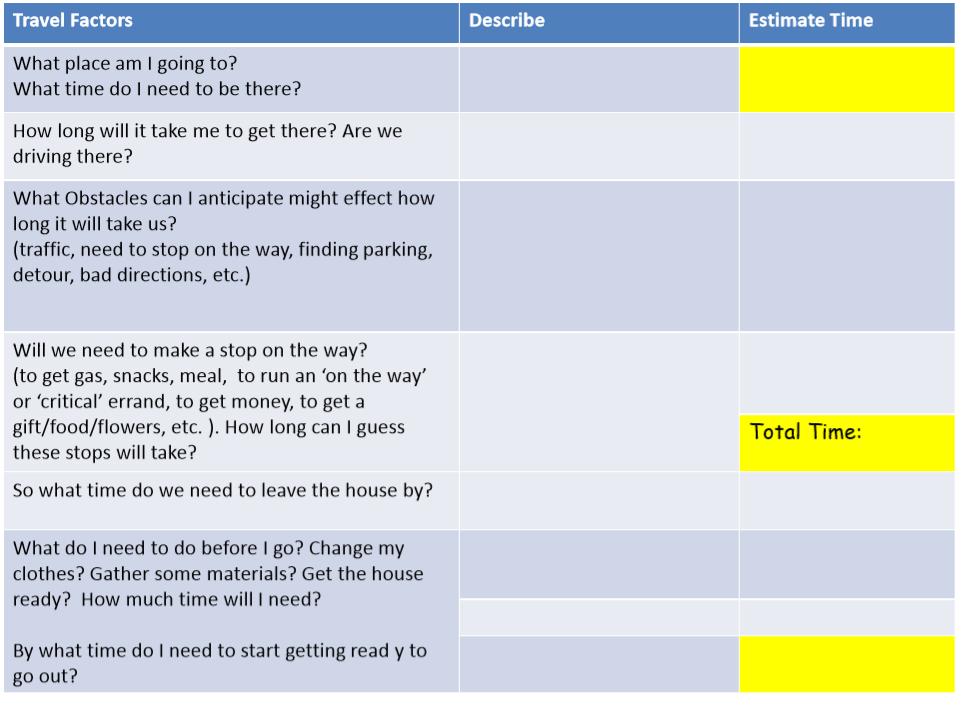 Travel Factors
Describe
Estimate Time
What place am I going to?
What time do I need to be there?
How long will it take me to get there? Are we
driving there?
What Obstacles can I anticipate might effect how
long it will take us?
(traffic, need to stop on the way, finding parking,
detour, bad directions, etc.)
Will we need to make a stop on the way?
(to get gas, snacks, meal,  to run an ‘on the way’
or ‘critical’ errand, to get money, to get a
gift/food/flowers, etc. ). How long can I guess
these stops will take?
Total Time:
So what time do we need to leave the house by?
What do I need to do before I go? Change my
clothes? Gather some materials? Get the house
ready?  How much time will I need?
By what time do I need to start getting read y to
go out?